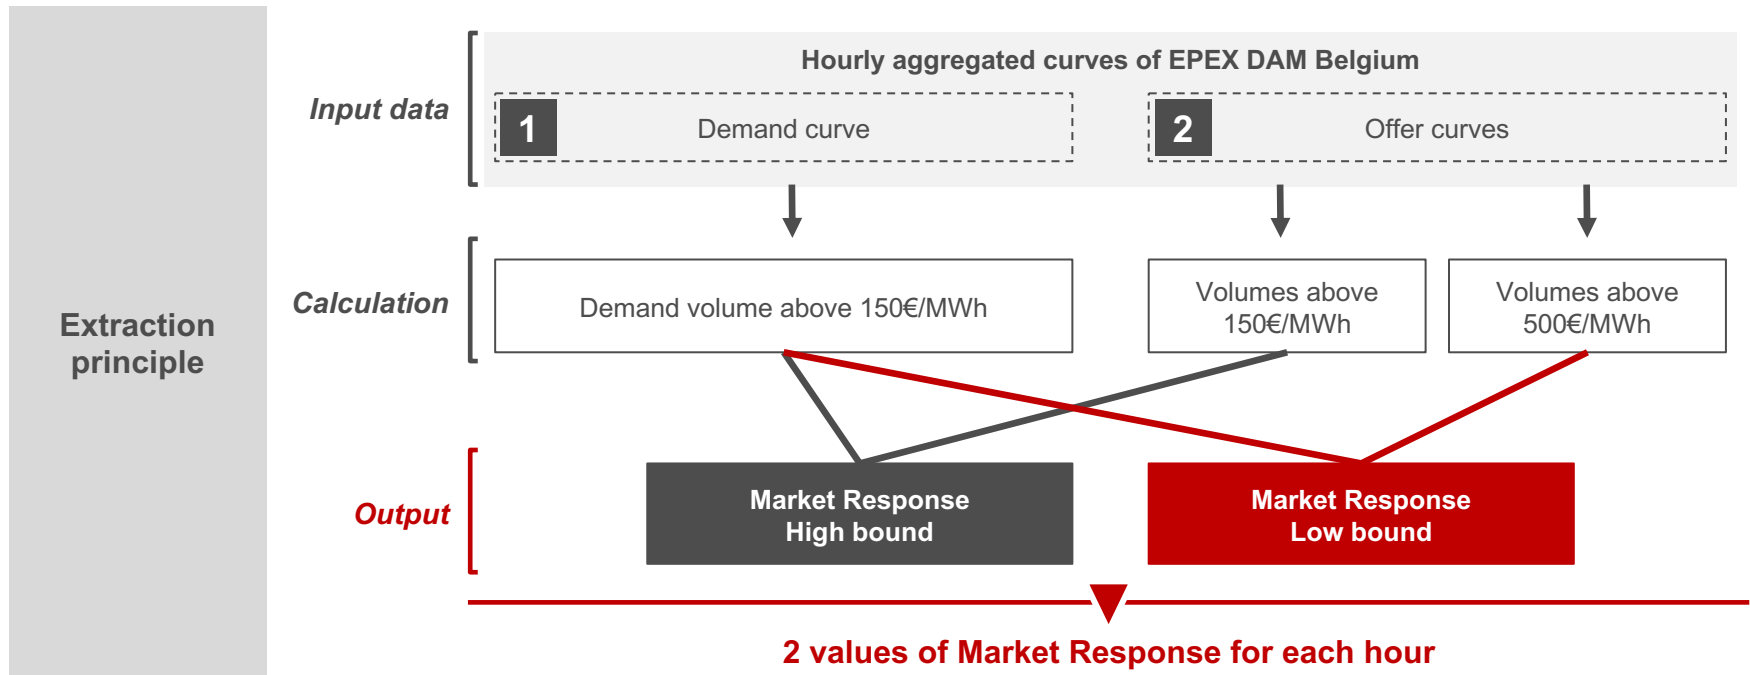 Extraction
principle
Input data
Hourly aggregated curves of EPEX DAM Belgium
1
Demand curve
2
Offer curves
Calculation
Demand volume above 150€/MWh
Volumes above
150€/MWh
Volumes above
500€/MWh
Output
Market Response
High bound
Market Response
Low bound
2 values of Market Response for each hour